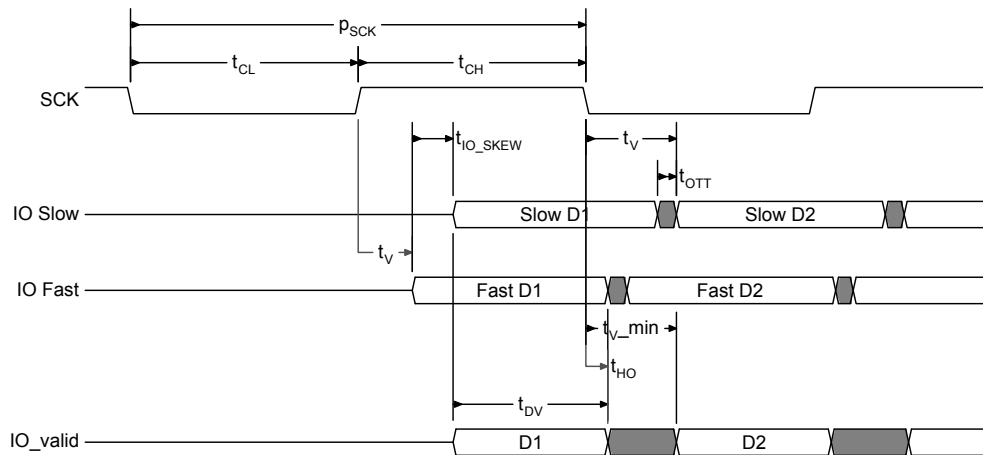 pSCK
tCL
tCH
SCK
tIO_SKEW
tV
tOTT
IO Slow
Slow D1
Slow D2
tV
IO Fast
Fast D1
Fast D2
tV_min
tHO
tDV
IO_valid
D1
D2